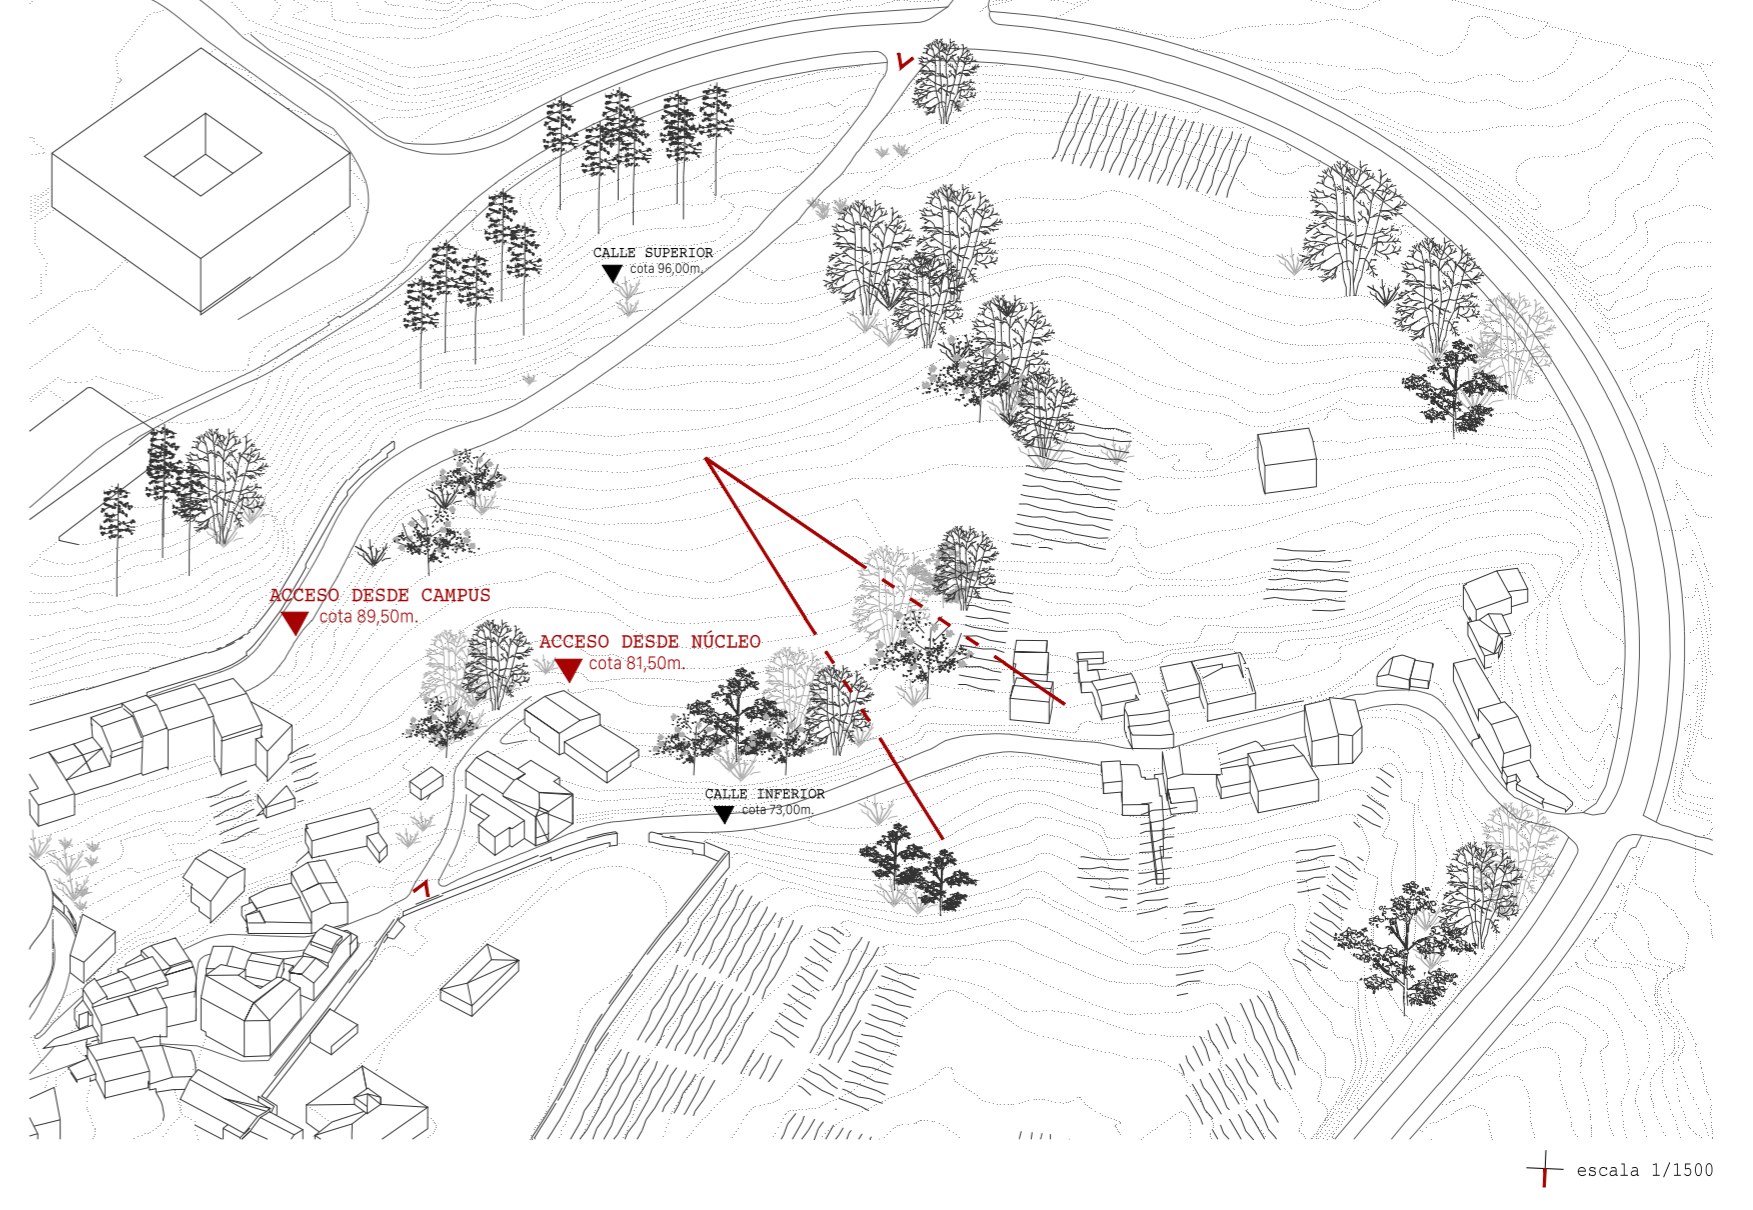 CALLE SUPERIOR
cota 96,00m.
ACCESO DESDE CAMPUS
cota 89,50m.
ACCESO DESDE NÚCLEO
cota 81,50m.
CALLE INFERIOR
cota 73,00m.
escala 1/1500